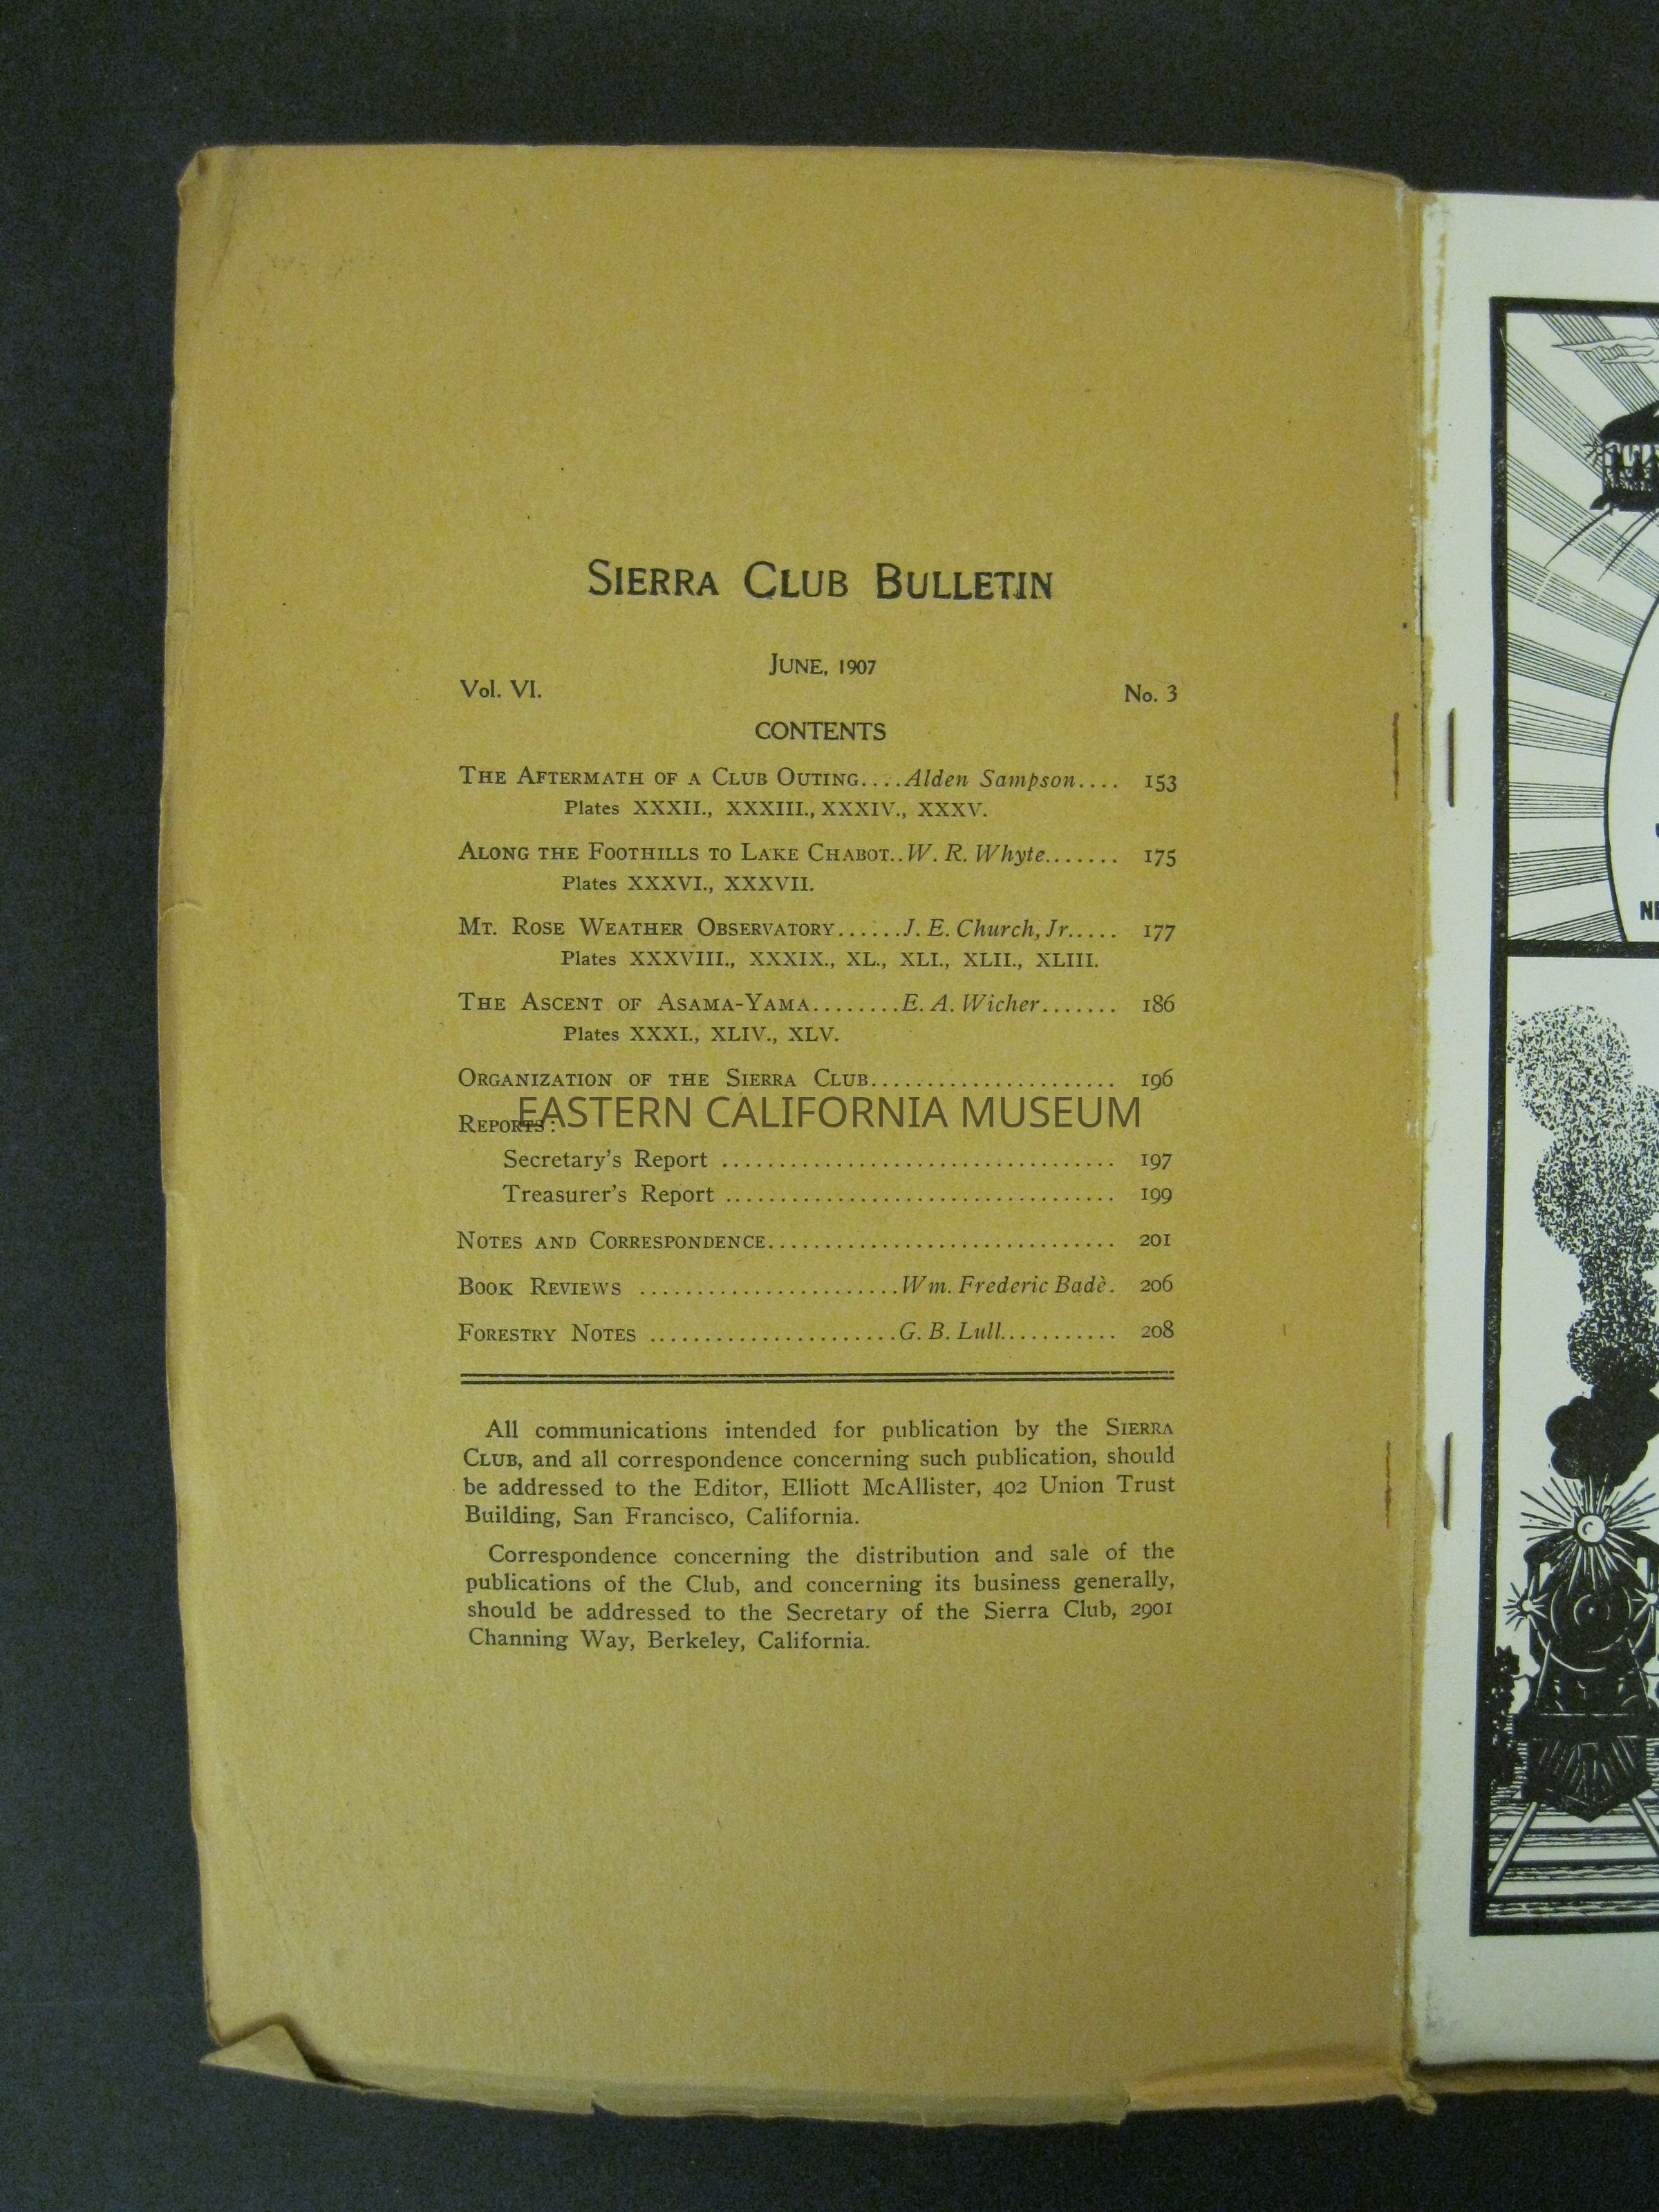 SIERRA CLUB BULLETIN
JUNE, 1907
Vol. VI. No. 3
CONTENTS
THE AFTERMATH OF A CLUB OUTING....Alden Sampson.... 153
Plates XXXII., XXXIII., XXXIV., XXXV.
ALONG THE FOOTHILLS TO LAKE CHABOT..W. R. Whyte....... 175
Plates XXXVI., XXXVII.
MT. ROSE WEATHER OBSERVATORY......J. E. Church, Jr..... 177
Plates XXXVIII., XXXIX., XL., XLI., XLII., XLIII.
THE ASCENT OF ASAMA-YAMA........E. A. Wicher....... 186
Plates XXXI., XLIV., XLV.
ORGANIZATION OF THE SIERRA CLUB...................... 196
EASTERN CALIFORNIA MUSEUM
REPORTS:
Secretary's Report ................................... 197
Treasurer's Report ................................... 199
NOTES AND CORRESPONDENCE............................... 201
BOOK REVIEWS .......................Wm. Frederic Badè. 206
FORESTRY NOTES ......................G. B. Lull........... 208
All communications intended for publication by the SIERRA
CLUB, and all correspondence concerning such publication, should
be addressed to the Editor, Elliott McAllister, 402 Union Trust
Building, San Francisco, California.
Correspondence concerning the distribution and sale of the
publications of the Club, and concerning its business generally,
should be addressed to the Secretary of the Sierra Club, 2901
Channing Way, Berkeley, California.